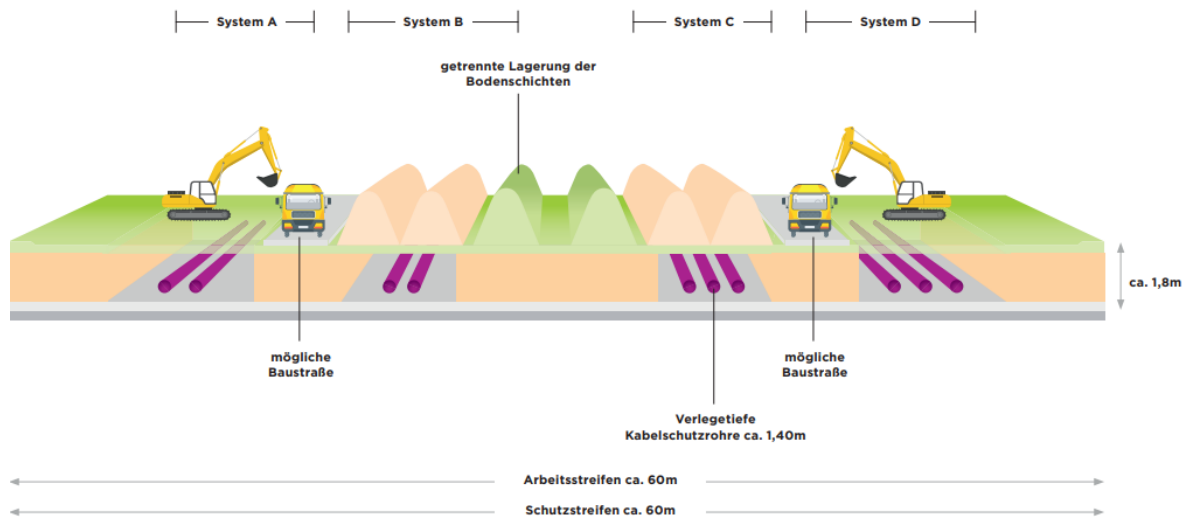 System A
System B
System C
System D
getrennte Lagerung der
Bodenschichten
ca. 1,8m
mögliche
Baustraße
mögliche
Baustraße
Verlegetiefe
Kabelschutzrohre ca. 1,40m
Arbeitsstreifen ca. 60m
Schutzstreifen ca. 60m